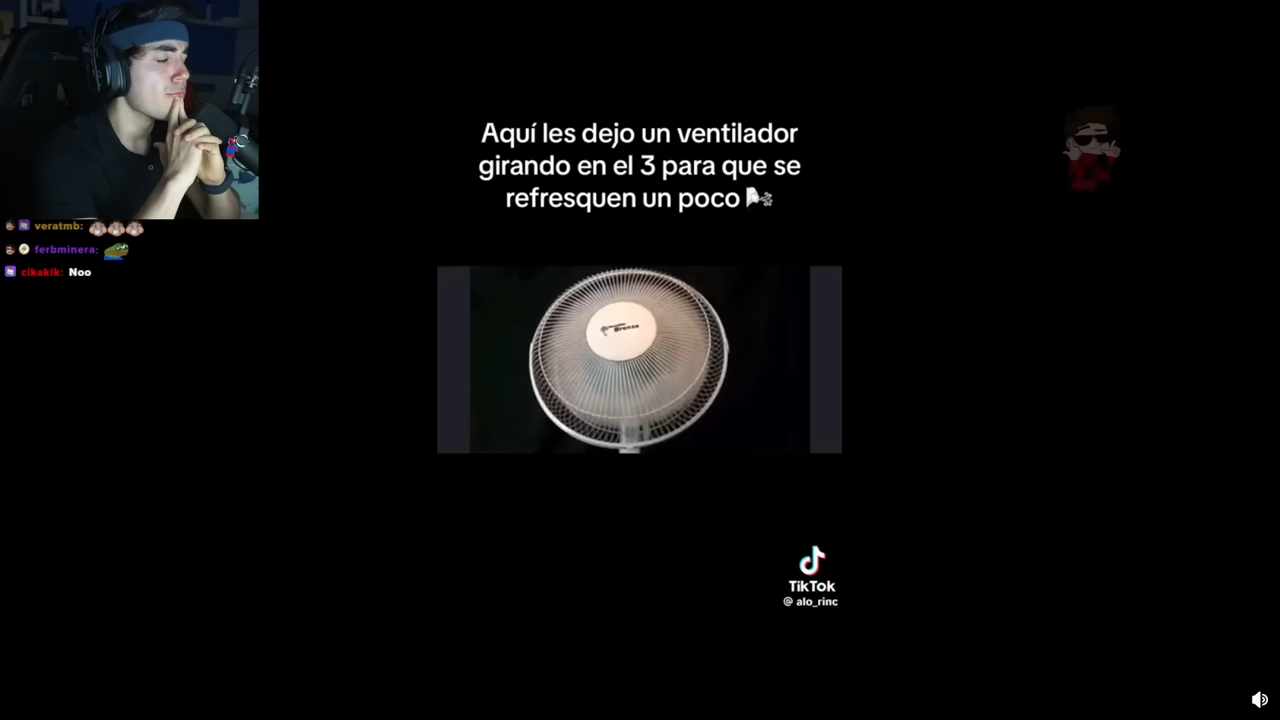 Aquí les dejo un ventilador
girando en el 3 para que se
refresquen un poco
veratmb:
ferbminera:
cikakik: Noo
Breeze
TikTok
@ alo_rinc